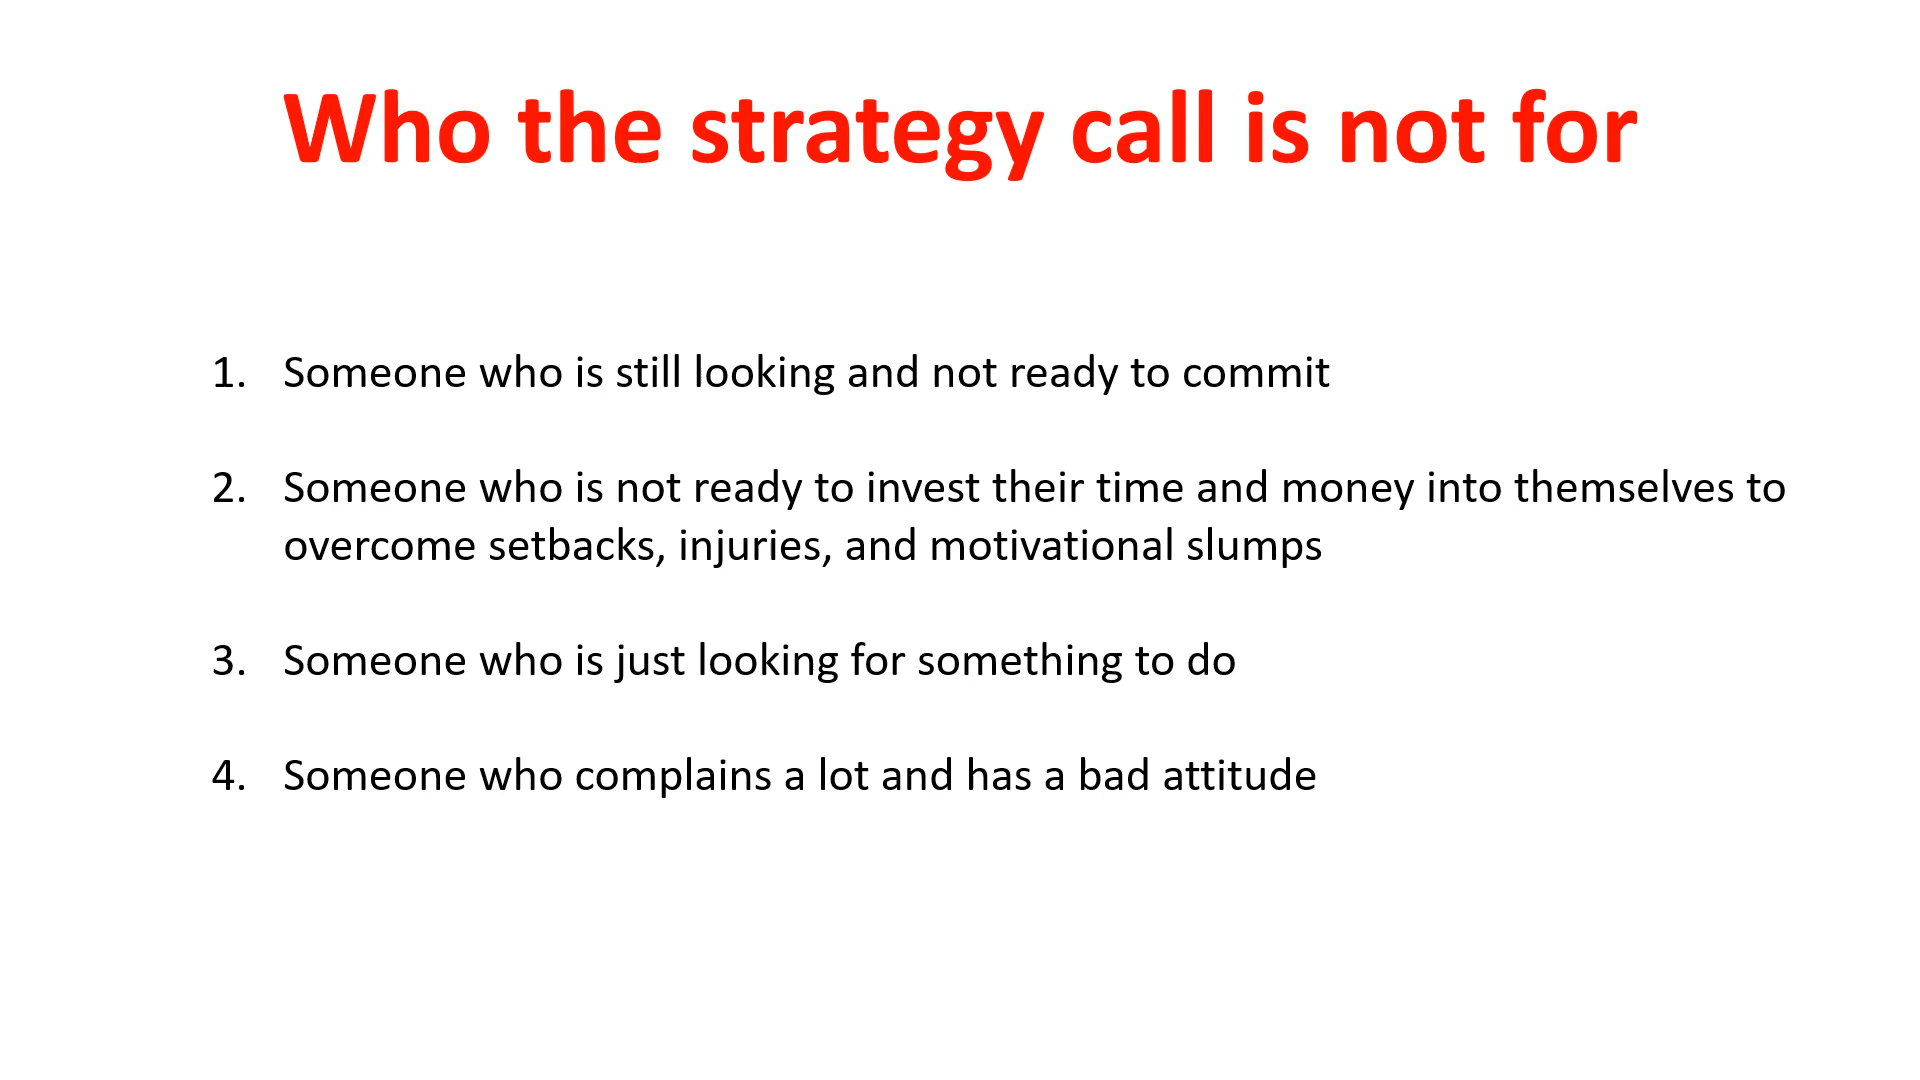 Who the strategy call is not for
1. Someone who is still looking and not ready to commit
2. Someone who is not ready to invest their time and money into themselves to
overcome setbacks, injuries, and motivational slumps
3. Someone who is just looking for something to do
4. Someone who complains a lot and has a bad attitude